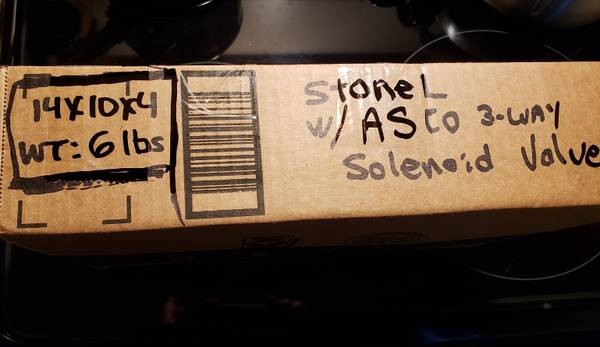 14X10X4
WT: 6 lbs
StoneL
w/ ASCO 3-WAY
Solenoid Valve